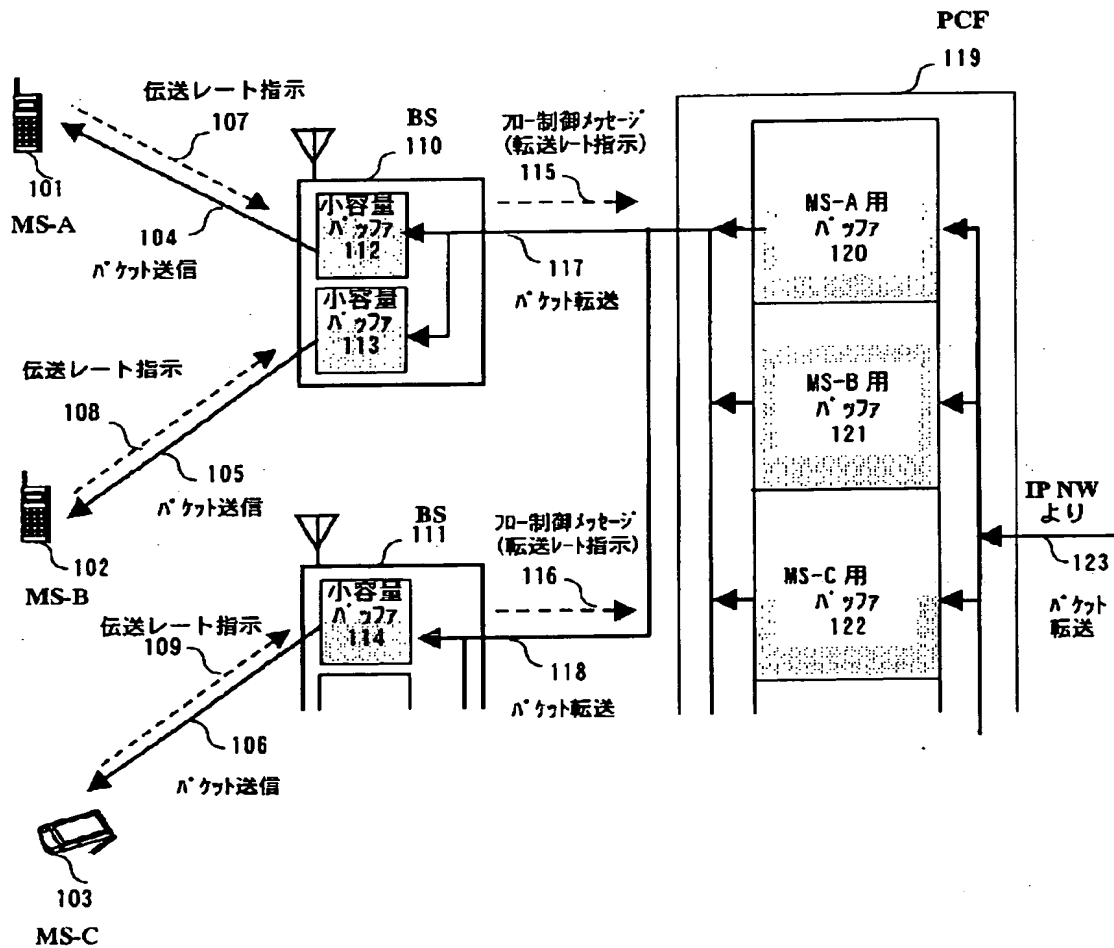 PCF
119
伝送レート指示
107
BS
110
フロー制御メッセージ
(転送レート指示)
115
101
MS-A
104
パケット送信
小容量
バッファ
112
小容量
バッファ
113
117
パケット転送
MS-A 用
バッファ
120
伝送レート指示
108
105
パケット送信
MS-B 用
バッファ
121
102
MS-B
BS
111
フロー制御メッセージ
(転送レート指示)
116
IP NW
より
123
パケット
転送
小容量
バッファ
114
MS-C 用
バッファ
122
伝送レート指示
109
118
パケット転送
106
パケット送信
103
MS-C